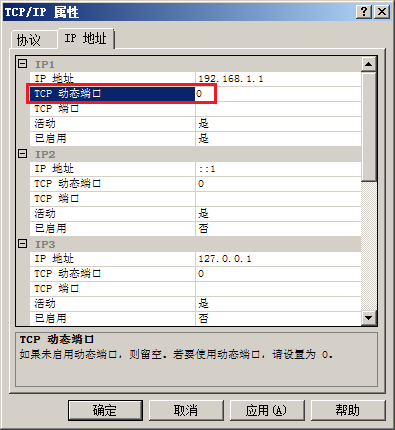 TCP/IP 属性
协议 IP 地址
IP1
IP 地址 192.168.1.1
TCP 动态端口 0
TCP 端口
活动 是
已启用 是
IP2
IP 地址 ::1
TCP 动态端口 0
TCP 端口
活动 是
已启用 否
IP3
IP 地址 127.0.0.1
TCP 动态端口 0
TCP 端口
活动 是
已启用 否
TCP 动态端口
如果未启用动态端口，则留空。若要使用动态端口，请设置为 0。
确定 取消 应用(A) 帮助